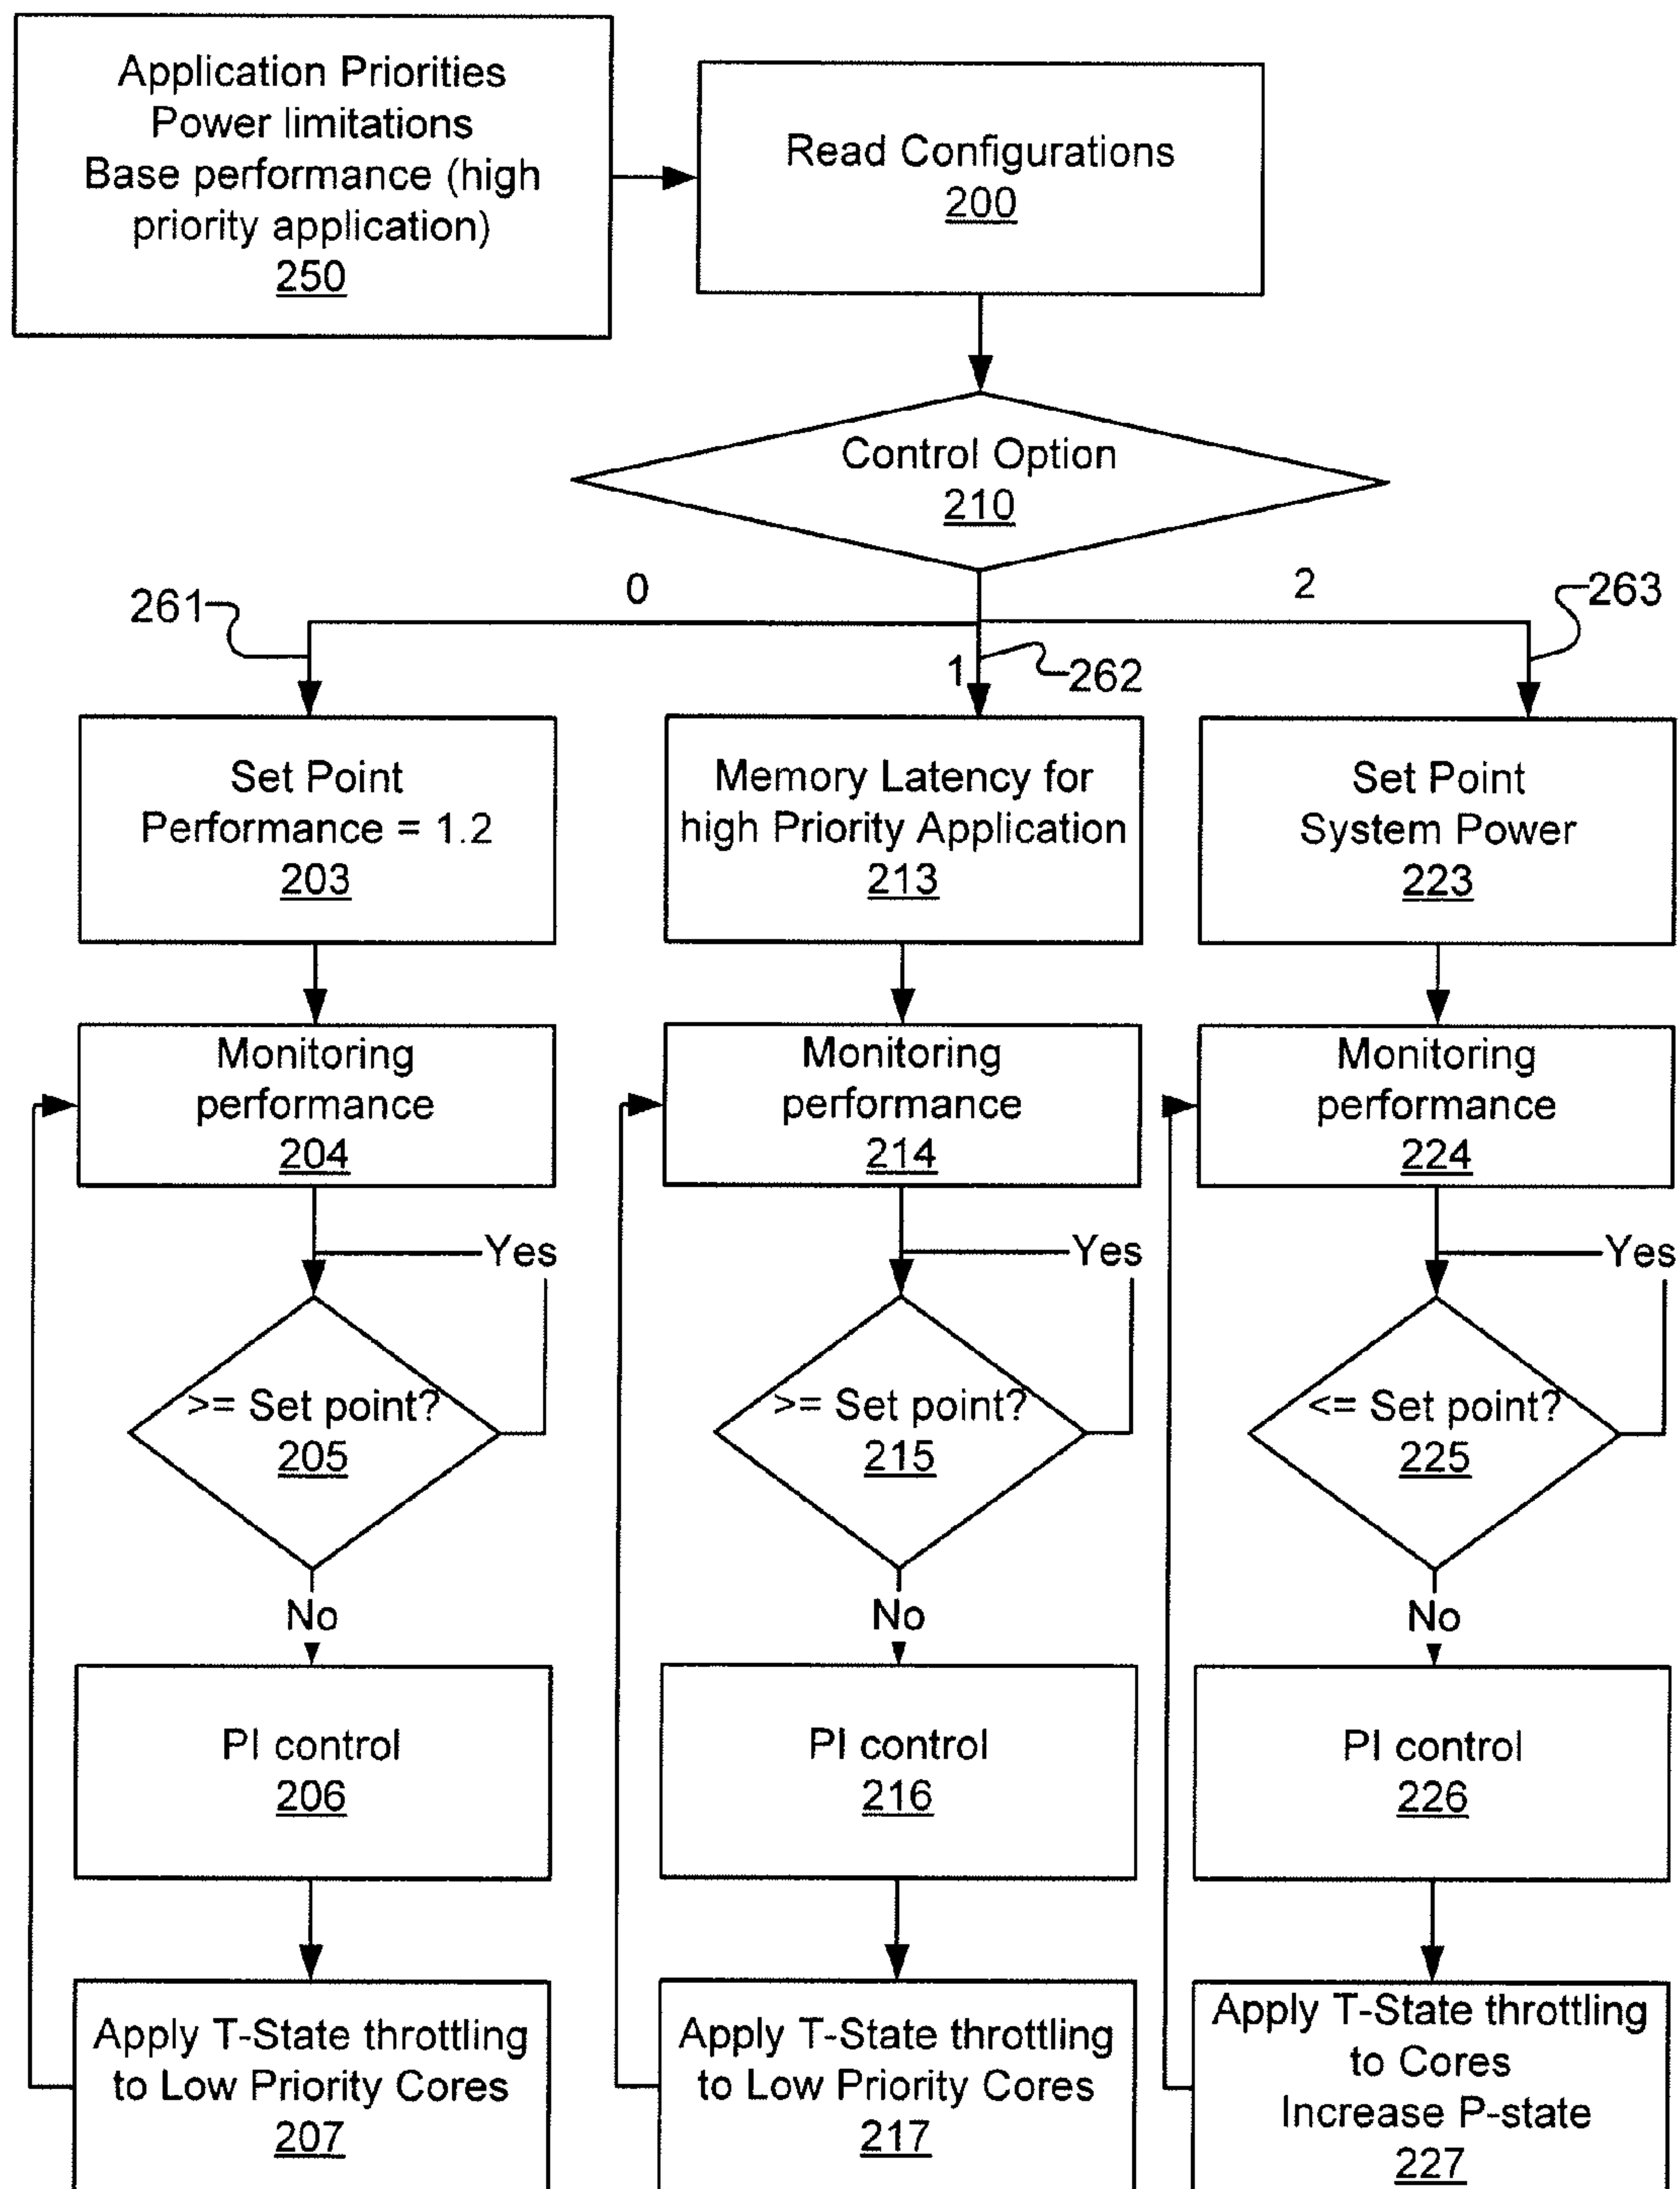 Application Priorities
Power limitations
Base performance (high
priority application)
250
Read Configurations
200
Control Option
210
0
2
261
263
1
262
Set Point
Performance = 1.2
203
Memory Latency for
high Priority Application
213
Set Point
System Power
223
Monitoring
performance
204
Monitoring
performance
214
Monitoring
performance
224
Yes
Yes
Yes
>= Set point?
205
>= Set point?
215
<= Set point?
225
No
No
No
PI control
206
PI control
216
PI control
226
Apply T-State throttling
to Low Priority Cores
207
Apply T-State throttling
to Low Priority Cores
217
Apply T-State throttling
to Cores
Increase P-state
227